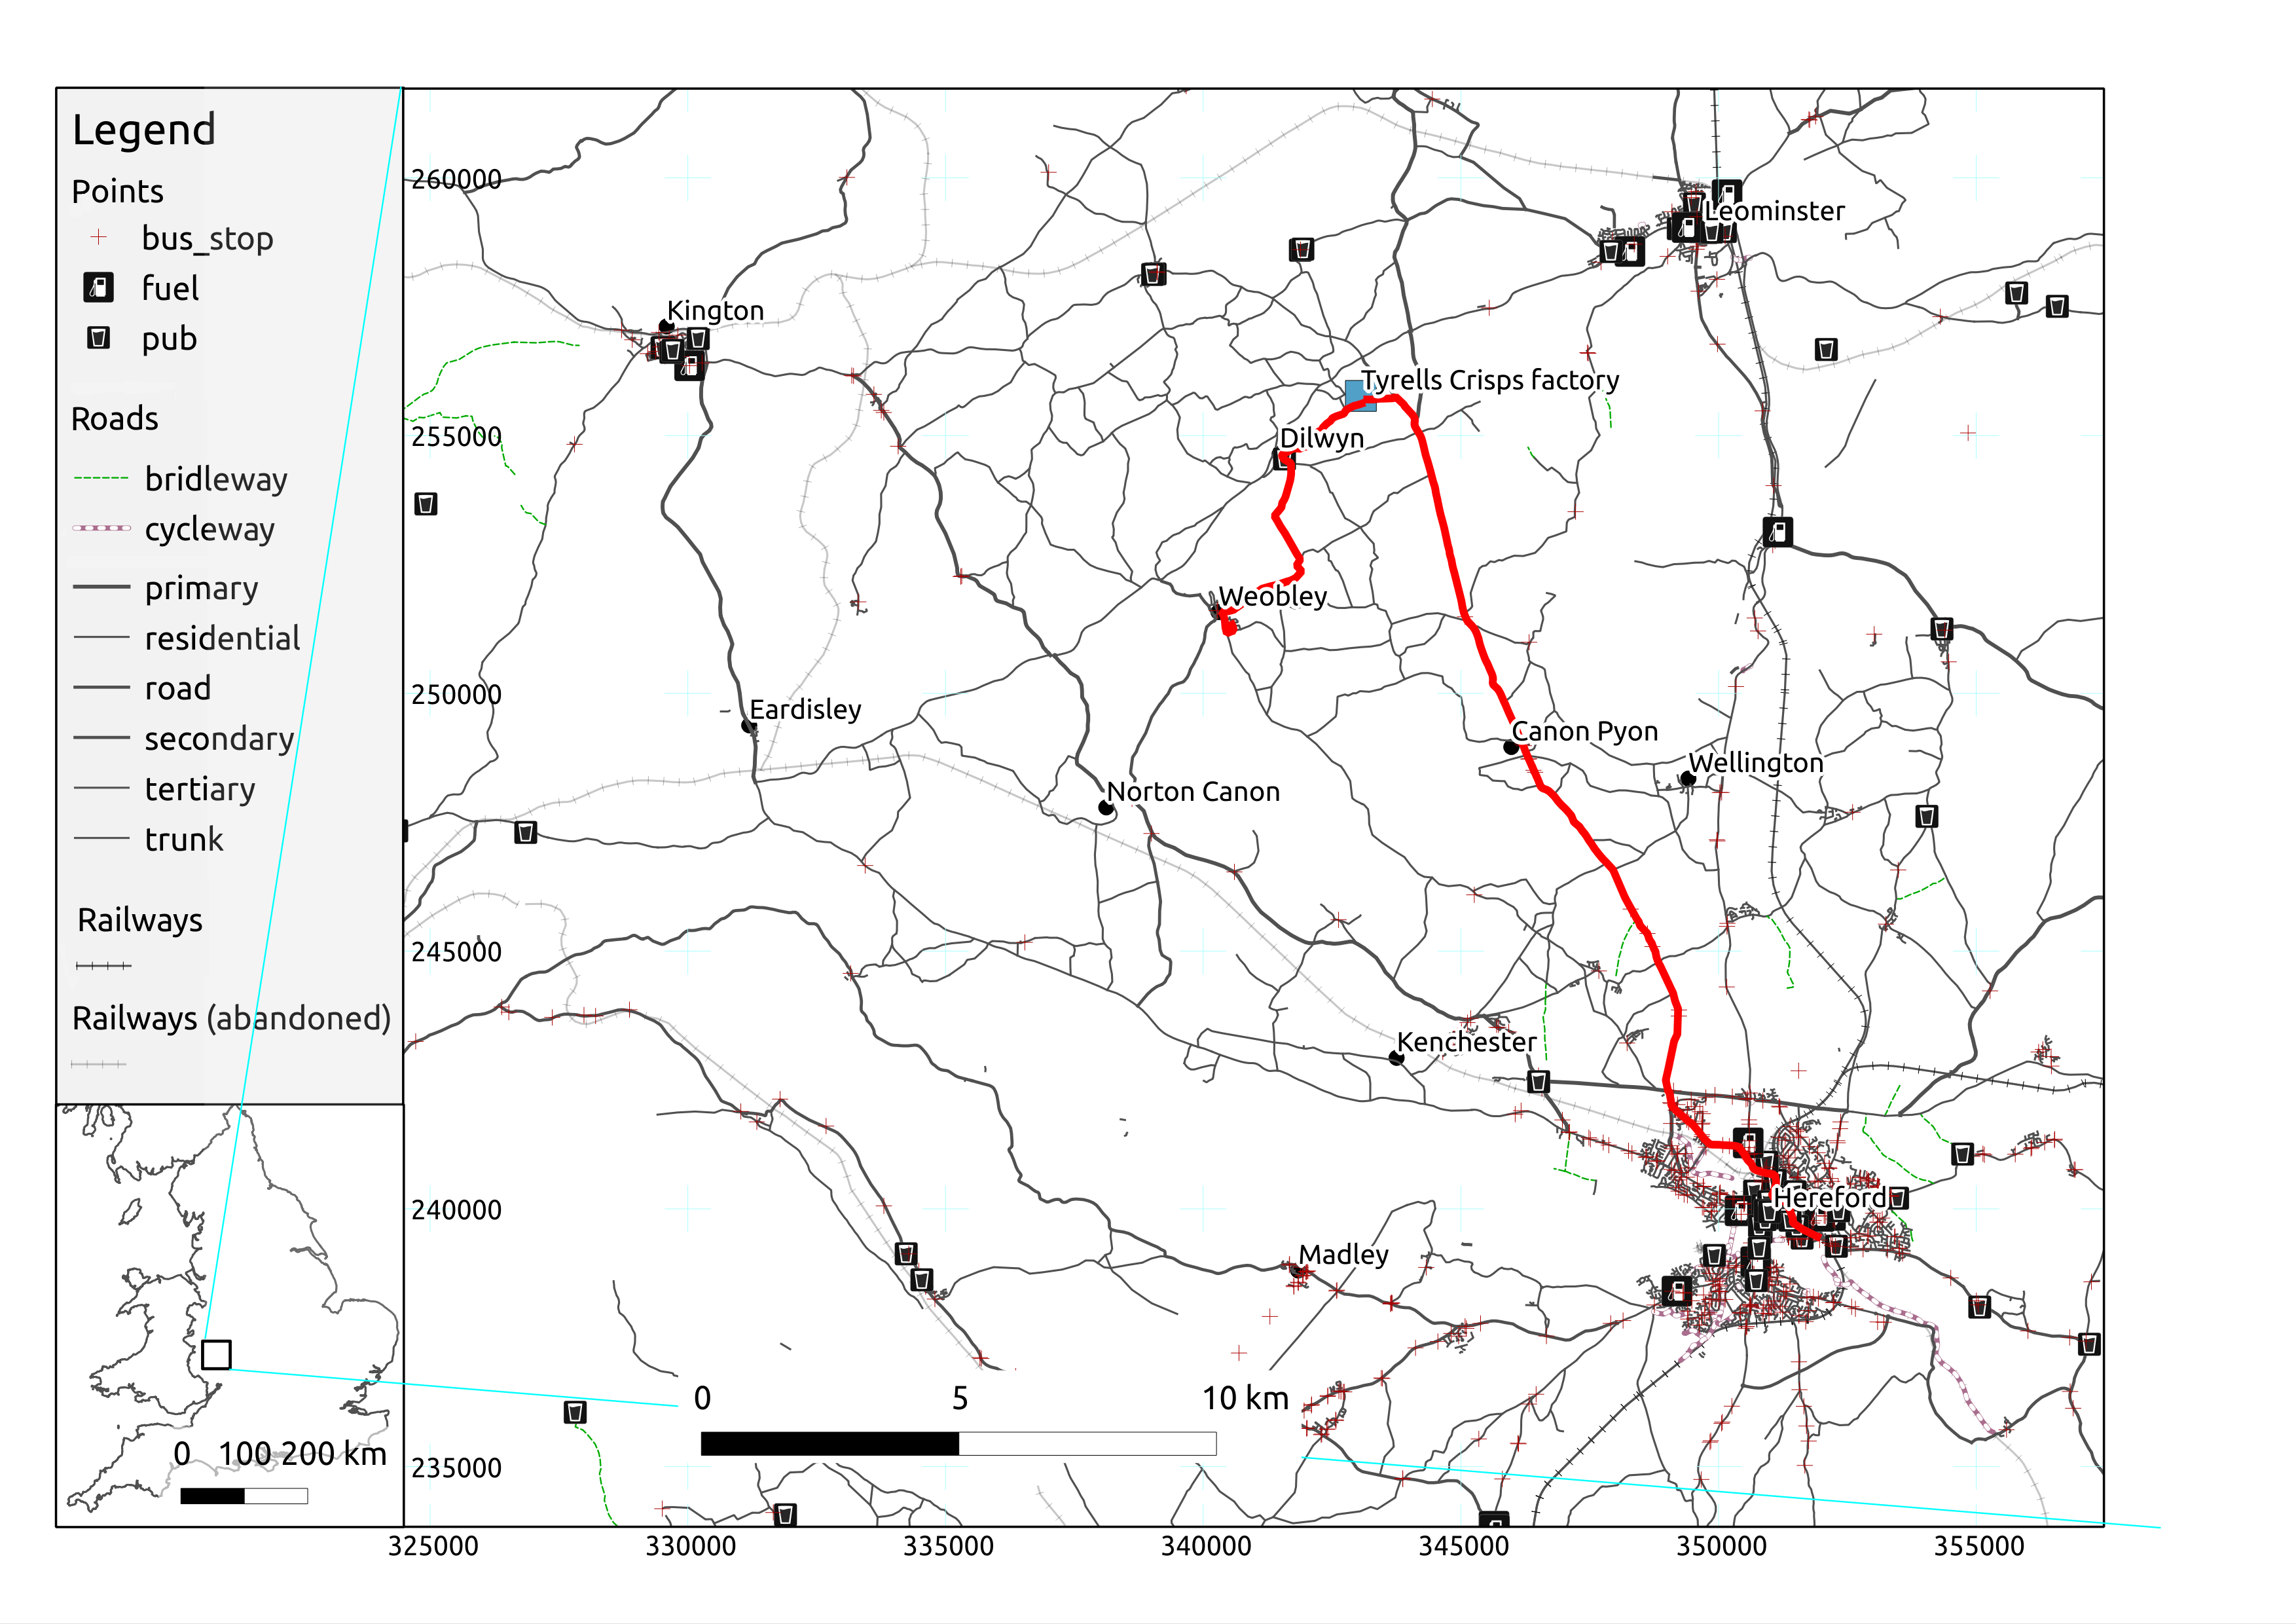 Legend
Points
bus_stop
fuel
pub
Roads
bridleway
cycleway
primary
residential
road
secondary
tertiary
trunk
Railways
Railways (abandoned)
0 100 200 km
260000
255000
250000
245000
240000
235000
Leominster
Kington
Tyrells Crisps factory
Dilwyn
Weobley
Eardisley
Canon Pyon
Wellington
Norton Canon
Kenchester
Hereford
Madley
0 5 10 km
325000 330000 335000 340000 345000 350000 355000